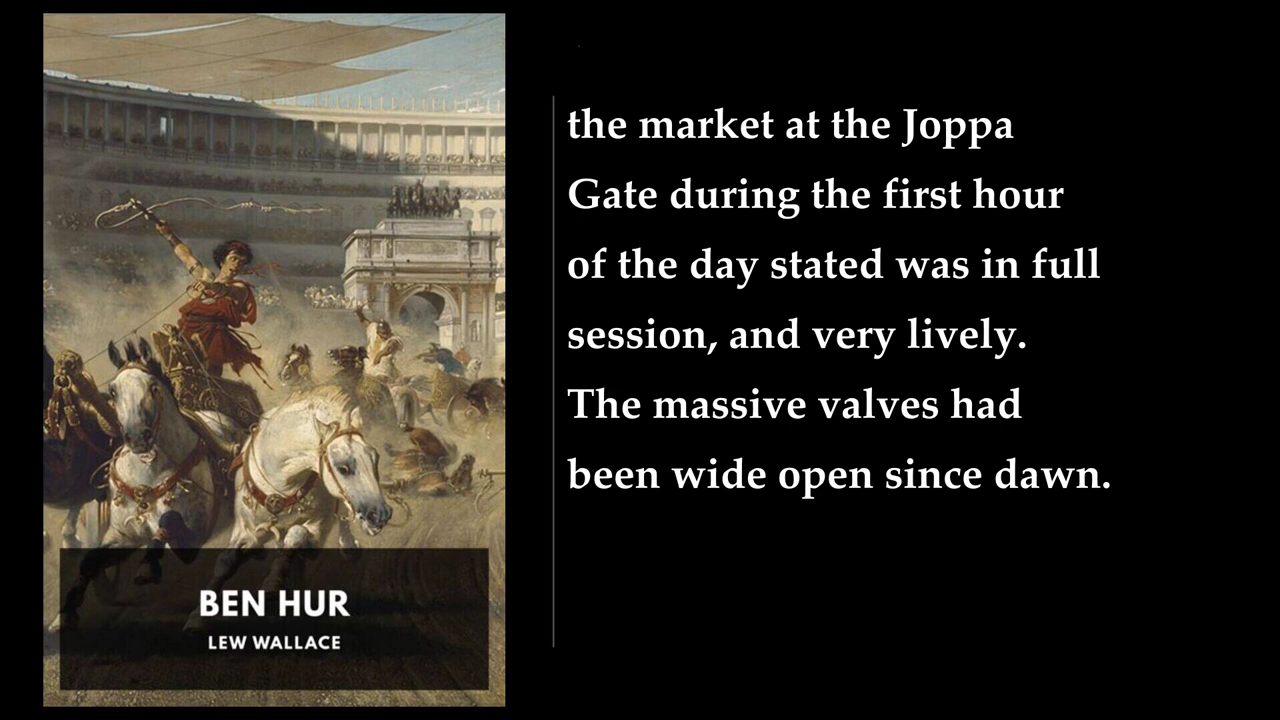 the market at the Joppa
Gate during the first hour
of the day stated was in full
session, and very lively.
The massive valves had
been wide open since dawn.
BEN HUR
LEW WALLACE